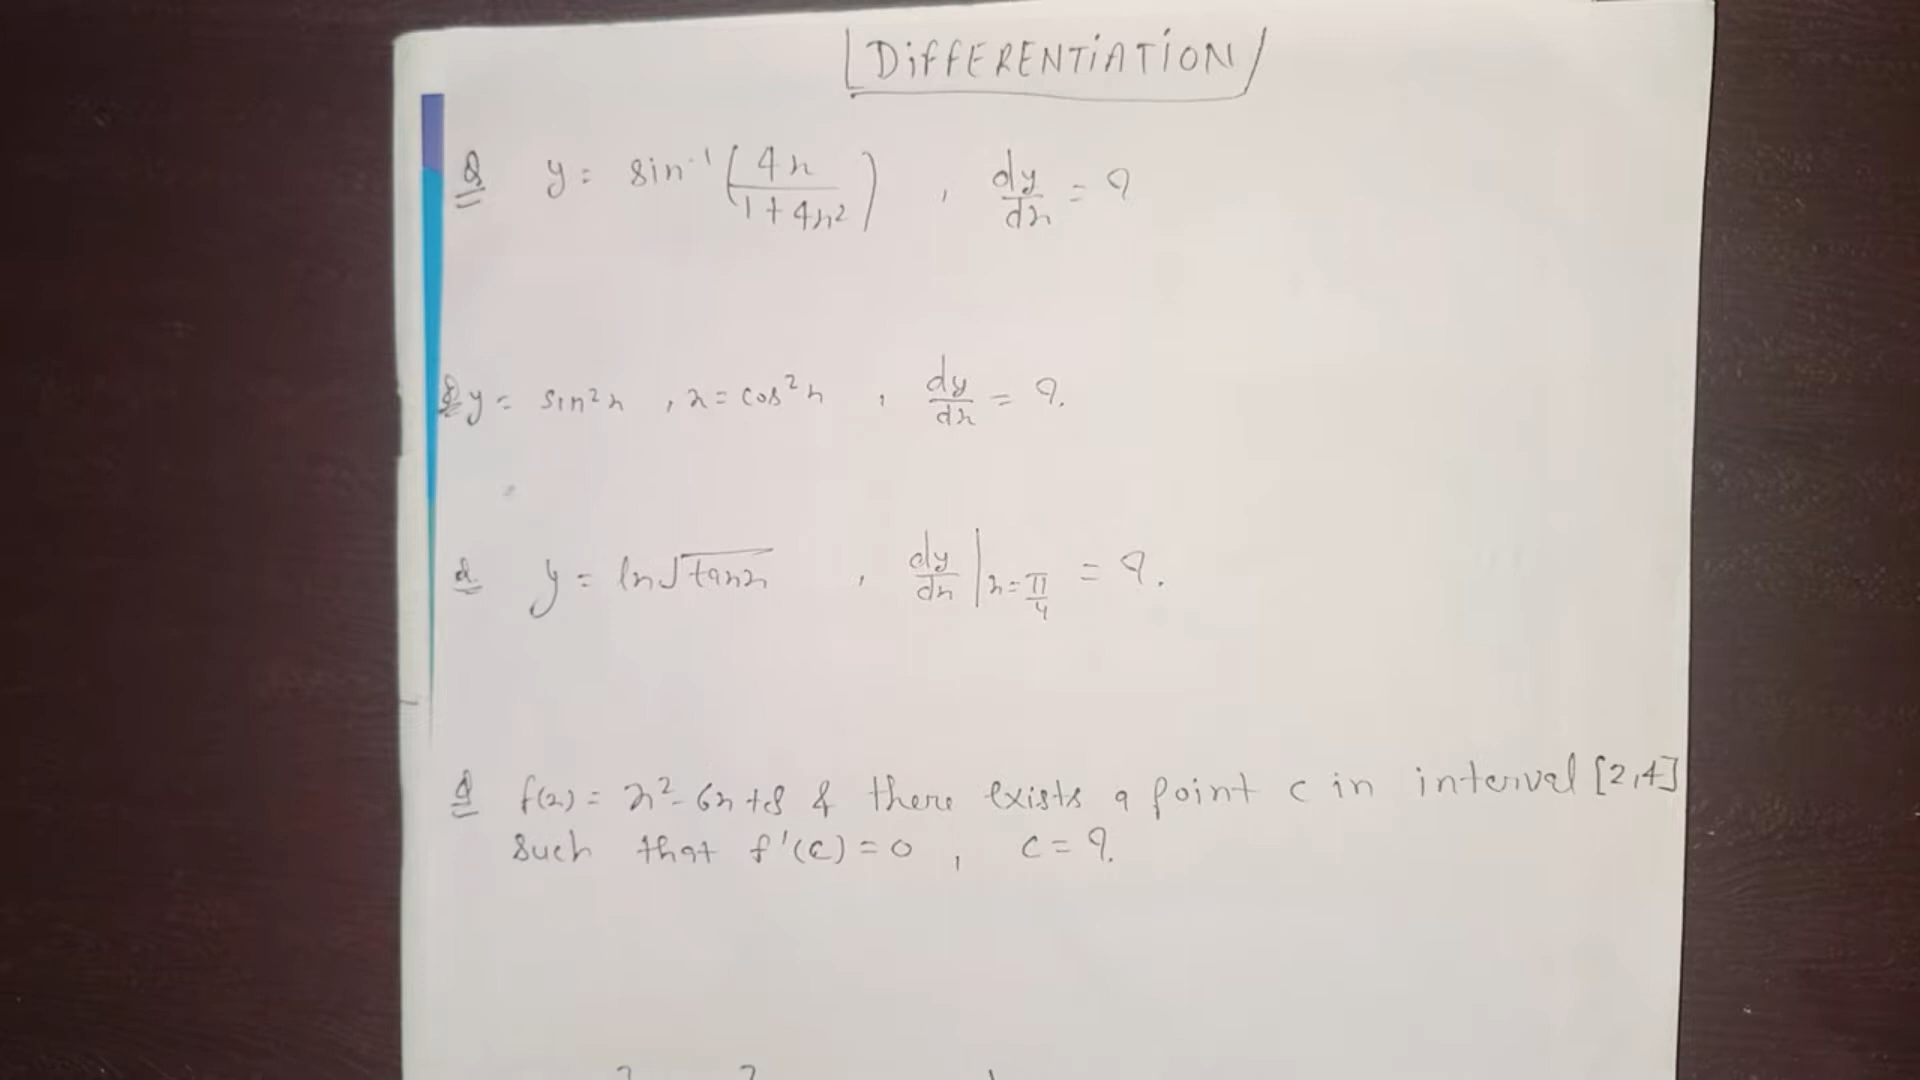 DIFFERENTIATION
Q y = sin⁻¹(4x/(1+4x²)) , dy/dx = ?
Q y = sin²x , x = cos²x , dy/dx = ?
Q. y = ln√tanx , dy/dx |x=π/4 = ?
Q f(x) = x² - 6x + 8 & there exists a point c in interval [2,4]
such that f'(c) = 0 , c = ?